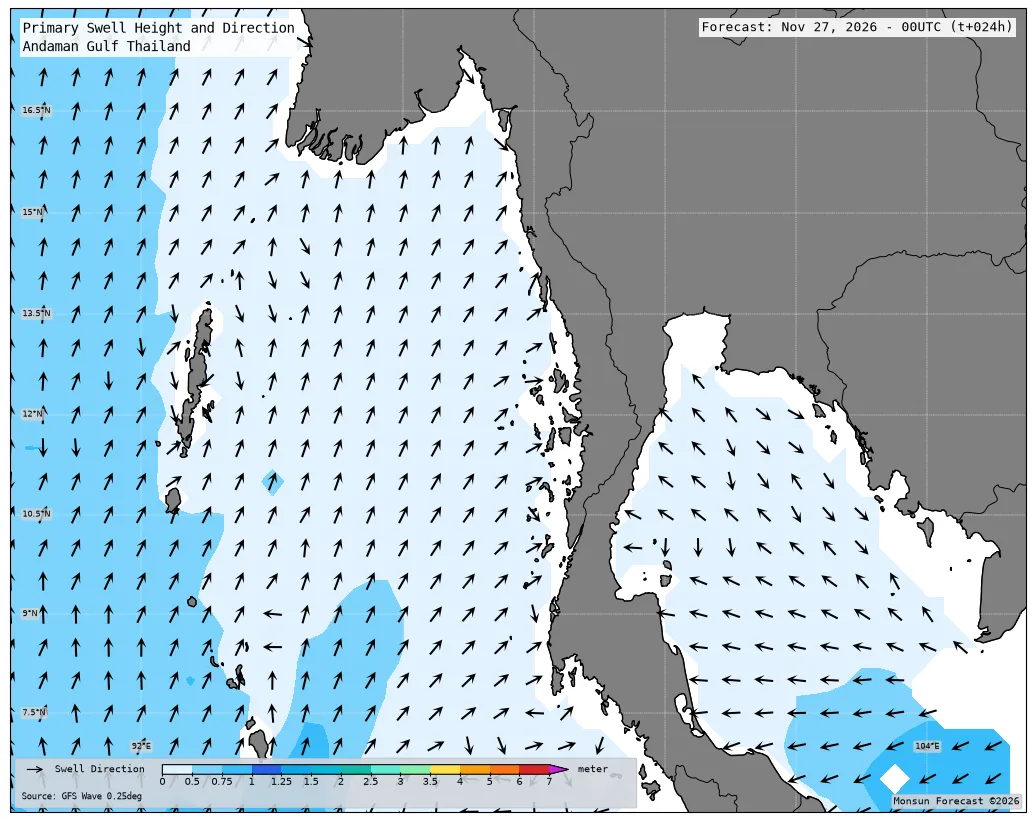 Primary Swell Height and Direction
Andaman Gulf Thailand
Forecast: Nov 27, 2026 - 00UTC (t+024h)
16.5°N
15°N
13.5°N
12°N
10.5°N
9°N
7.5°N
92°E
104°E
Swell Direction
0 0.5 0.75 1 1.25 1.5 2 2.5 3 3.5 4 5 6 7
meter
Source: GFS Wave 0.25deg
Monsun Forecast ©2026